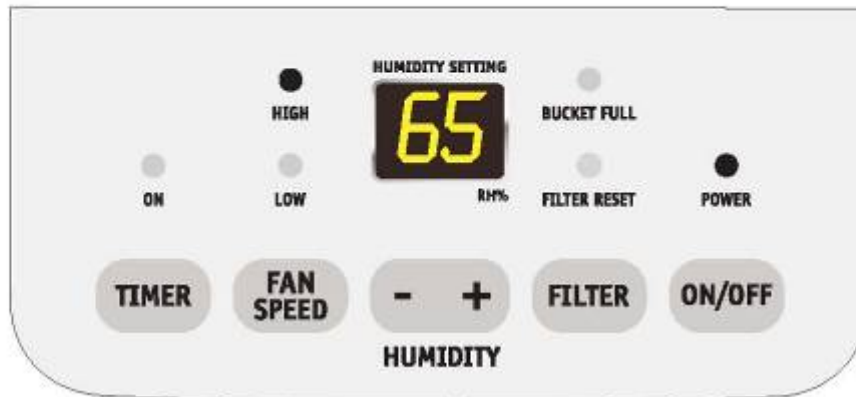 HUMIDITY SETTING
65
RH%
HIGH
LOW
ON
BUCKET FULL
FILTER RESET
POWER
TIMER
FAN
SPEED
- +
HUMIDITY
FILTER
ON/OFF